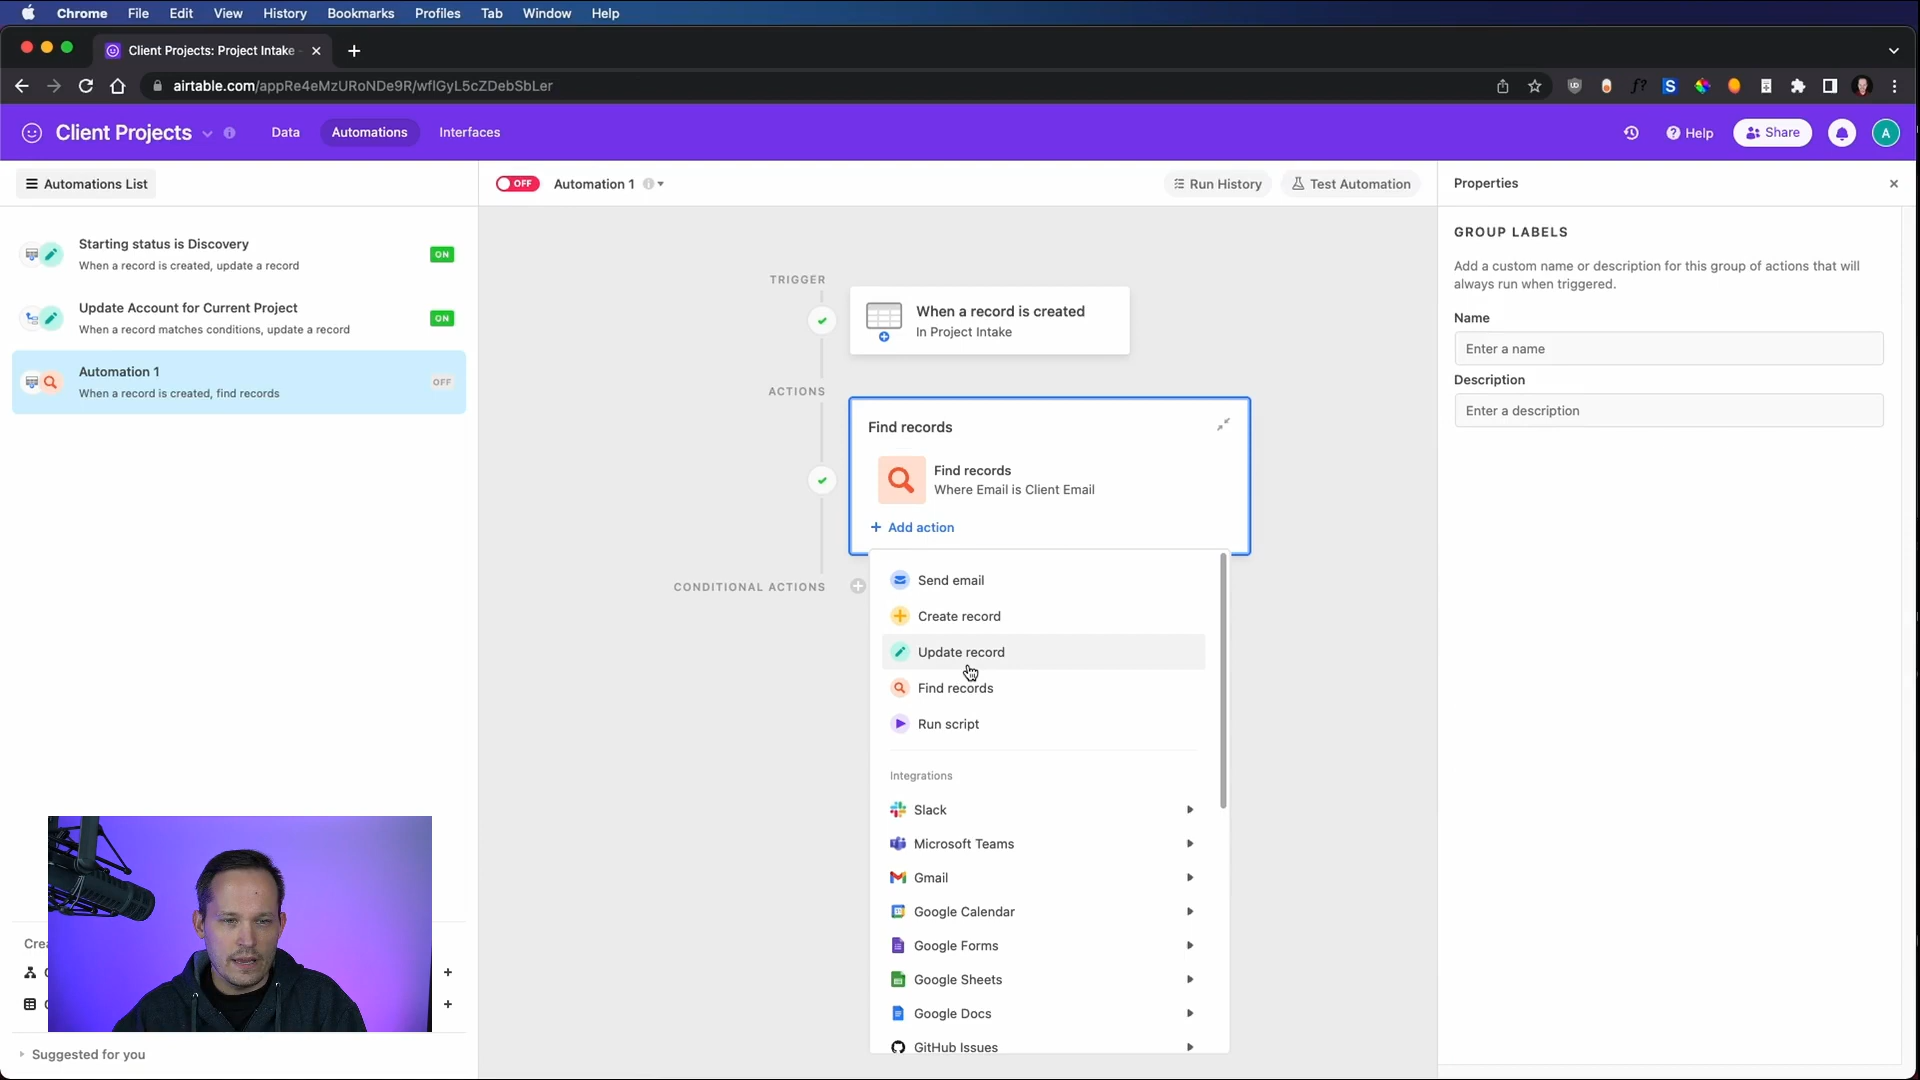 Chrome File Edit View History Bookmarks Profiles Tab Window Help
Client Projects: Project Intake
airtable.com/appRe4eMzURoNDe9R/wflGyL5cZDebSbLer
Client Projects
Data
Automations
Interfaces
Help
Share
A
Automations List
OFF
Automation 1
Run History
Test Automation
Properties
Starting status is Discovery
When a record is created, update a record
ON
Update Account for Current Project
When a record matches conditions, update a record
ON
Automation 1
When a record is created, find records
OFF
Suggested for you
TRIGGER
When a record is created
In Project Intake
ACTIONS
Find records
Find records
Where Email is Client Email
+ Add action
CONDITIONAL ACTIONS
Send email
Create record
Update record
Find records
Run script
Integrations
Slack
Microsoft Teams
Gmail
Google Calendar
Google Forms
Google Sheets
Google Docs
GitHub Issues
GROUP LABELS
Add a custom name or description for this group of actions that will
always run when triggered.
Name
Enter a name
Description
Enter a description